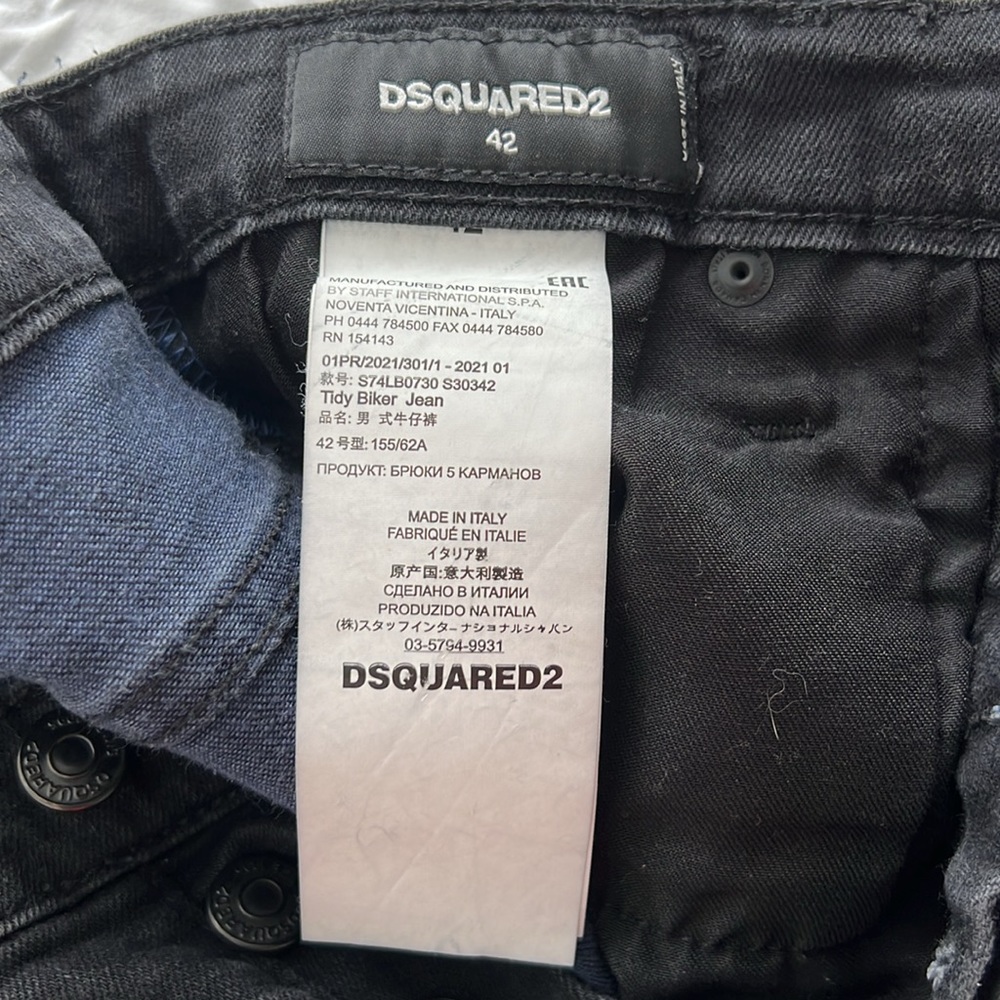 DSQUARED2
42
MADE IN ITALY
EAC
MANUFACTURED AND DISTRIBUTED
BY STAFF INTERNATIONAL S.P.A.
NOVENTA VICENTINA - ITALY
PH 0444 784500 FAX 0444 784580
RN 154143
01PR/2021/301/1 - 2021 01
款号: S74LB0730 S30342
Tidy Biker Jean
品名: 男 式牛仔裤
42 号型: 155/62A
ПРОДУКТ: БРЮКИ 5 КАРМАНОВ
MADE IN ITALY
FABRIQUÉ EN ITALIE
イタリア製
原产国:意大利製造
СДЕЛАНО В ИТАЛИИ
PRODUZIDO NA ITALIA
(株)スタッフインターナショナルジャパン
03-5794-9931
DSQUARED2
DSQUARED2
DSQUARED2